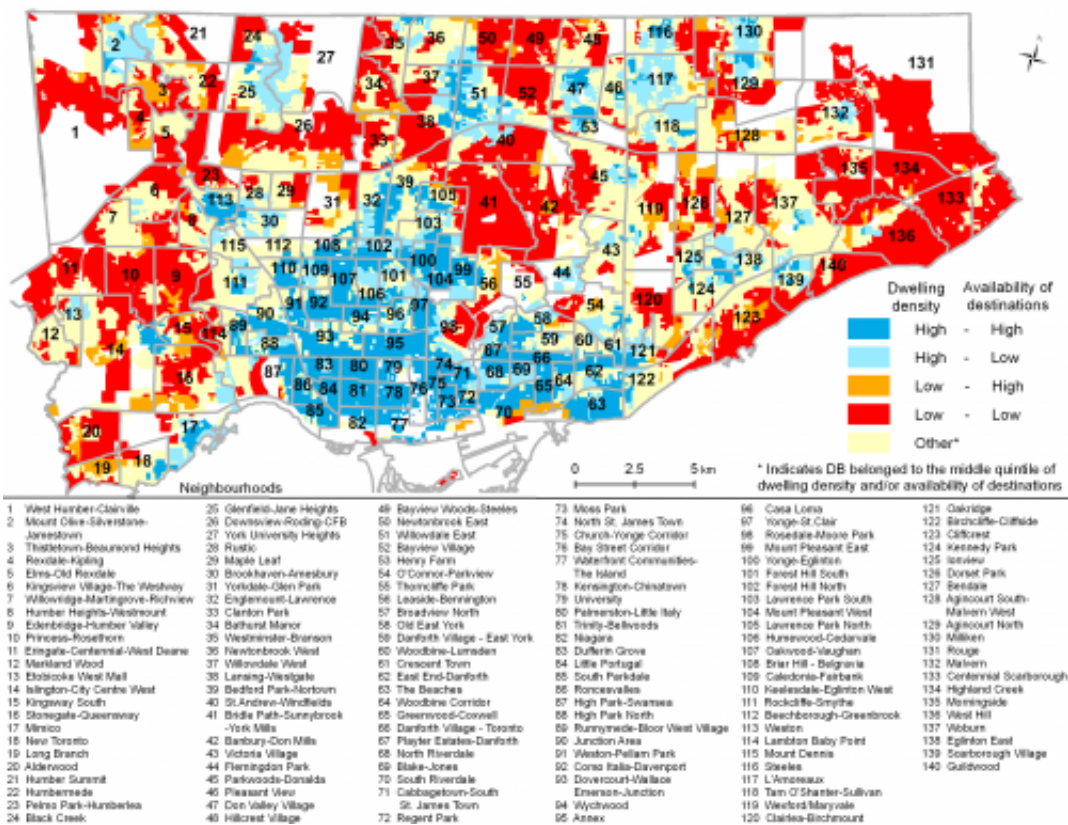 Dwelling density
Availability of destinations
High - High
High - Low
Low - High
Low - Low
Other*
* Indicates DB belonged to the middle quintile of
dwelling density and/or availability of destinations
0 2.5 5 km
Neighbourhoods
1 West Humber-Clairville
2 Mount Olive-Silverstone-
Jamestown
3 Thistletown-Beaumond Heights
4 Rexdale-Kipling
5 Elms-Old Rexdale
6 Kingsview Village-The Westway
7 Willowridge-Martingrove-Richview
8 Humber Heights-Westmount
9 Edenbridge-Humber Valley
10 Princess-Rosethorn
11 Eringate-Centennial-West Deane
12 Markland Wood
13 Etobicoke West Mall
14 Islington-City Centre West
15 Kingsway South
16 Stonegate-Queensway
17 Mimico
18 New Toronto
19 Long Branch
20 Alderwood
21 Humber Summit
22 Humbermede
23 Pelmo Park-Humberlea
24 Black Creek
25 Glenfield-Jane Heights
26 Downsview-Roding-CFB
27 York University Heights
28 Rustic
29 Maple Leaf
30 Brookhaven-Amesbury
31 Yorkdale-Glen Park
32 Englemount-Lawrence
33 Clanton Park
34 Bathurst Manor
35 Westminster-Branson
36 Newtonbrook West
37 Willowdale West
38 Lansing-Westgate
39 Bedford Park-Nortown
40 St.Andrew-Windfields
41 Bridle Path-Sunnybrook
-York Mills
42 Banbury-Don Mills
43 Victoria Village
44 Flemingdon Park
45 Parkwoods-Donalda
46 Pleasant View
47 Don Valley Village
48 Hillcrest Village
49 Bayview Woods-Steeles
50 Newtonbrook East
51 Willowdale East
52 Bayview Village
53 Henry Farm
54 O'Connor-Parkview
55 Thorncliffe Park
56 Leaside-Bennington
57 Broadview North
58 Old East York
59 Danforth Village - East York
60 Woodbine-Lumsden
61 Crescent Town
62 East End-Danforth
63 The Beaches
64 Woodbine Corridor
65 Greenwood-Coxwell
66 Danforth Village - Toronto
67 Playter Estates-Danforth
68 North Riverdale
69 Blake-Jones
70 South Riverdale
71 Cabbagetown-South
St. James Town
72 Regent Park
73 Moss Park
74 North St. James Town
75 Church-Yonge Corridor
76 Bay Street Corridor
77 Waterfront Communities-
The Island
78 Kensington-Chinatown
79 University
80 Palmerston-Little Italy
81 Trinity-Bellwoods
82 Niagara
83 Dufferin Grove
84 Little Portugal
85 South Parkdale
86 Roncesvalles
87 High Park-Swansea
88 High Park North
89 Runnymede-Bloor West Village
90 Junction Area
91 Weston-Pellam Park
92 Corso Italia-Davenport
93 Dovercourt-Wallace
Emerson-Junction
94 Wychwood
95 Annex
96 Casa Loma
97 Yonge-St.Clair
98 Rosedale-Moore Park
99 Mount Pleasant East
100 Yonge-Eglinton
101 Forest Hill South
102 Forest Hill North
103 Lawrence Park South
104 Mount Pleasant West
105 Lawrence Park North
106 Humewood-Cedarvale
107 Oakwood-Vaughan
108 Briar Hill - Belgravia
109 Caledonia-Fairbank
110 Keelesdale-Eglinton West
111 Rockcliffe-Smythe
112 Beechborough-Greenbrook
113 Weston
114 Lambton Baby Point
115 Mount Dennis
116 Steeles
117 L'Amoreaux
118 Tam O'Shanter-Sullivan
119 Wexford/Maryvale
120 Clairlea-Birchmount
121 Oakridge
122 Birchcliffe-Cliffside
123 Cliffcrest
124 Kennedy Park
125 Ionview
126 Dorset Park
127 Bendale
128 Agincourt South-
Malvern West
129 Agincourt North
130 Milliken
131 Rouge
132 Malvern
133 Centennial Scarborough
134 Highland Creek
135 Morningside
136 West Hill
137 Woburn
138 Eglinton East
139 Scarborough Village
140 Guildwood